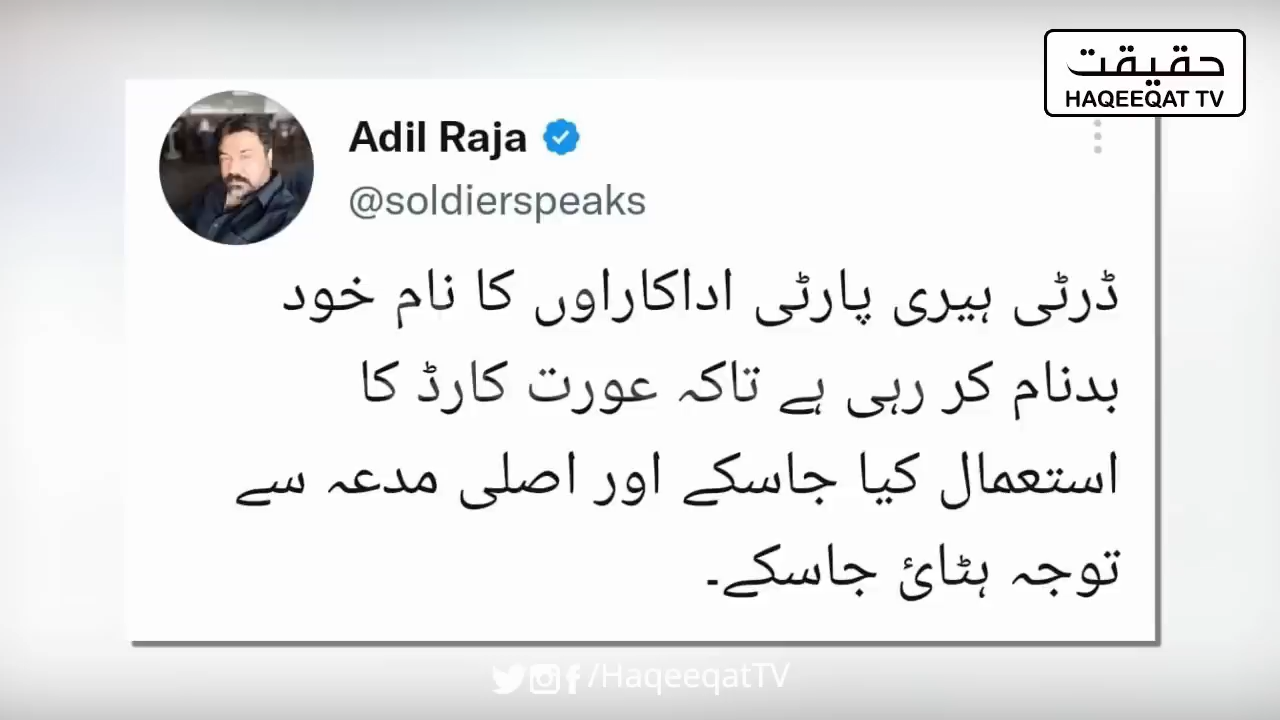 حقیقت
HAQEEQAT TV
Adil Raja
@soldierspeaks
ڈرٹی ہیری پارٹی اداکاراوں کا نام خود
بدنام کر رہی ہے تاکہ عورت کارڈ کا
استعمال کیا جاسکے اور اصلی مدعہ سے
توجہ ہٹائ جاسکے۔
/HaqeeqatTV